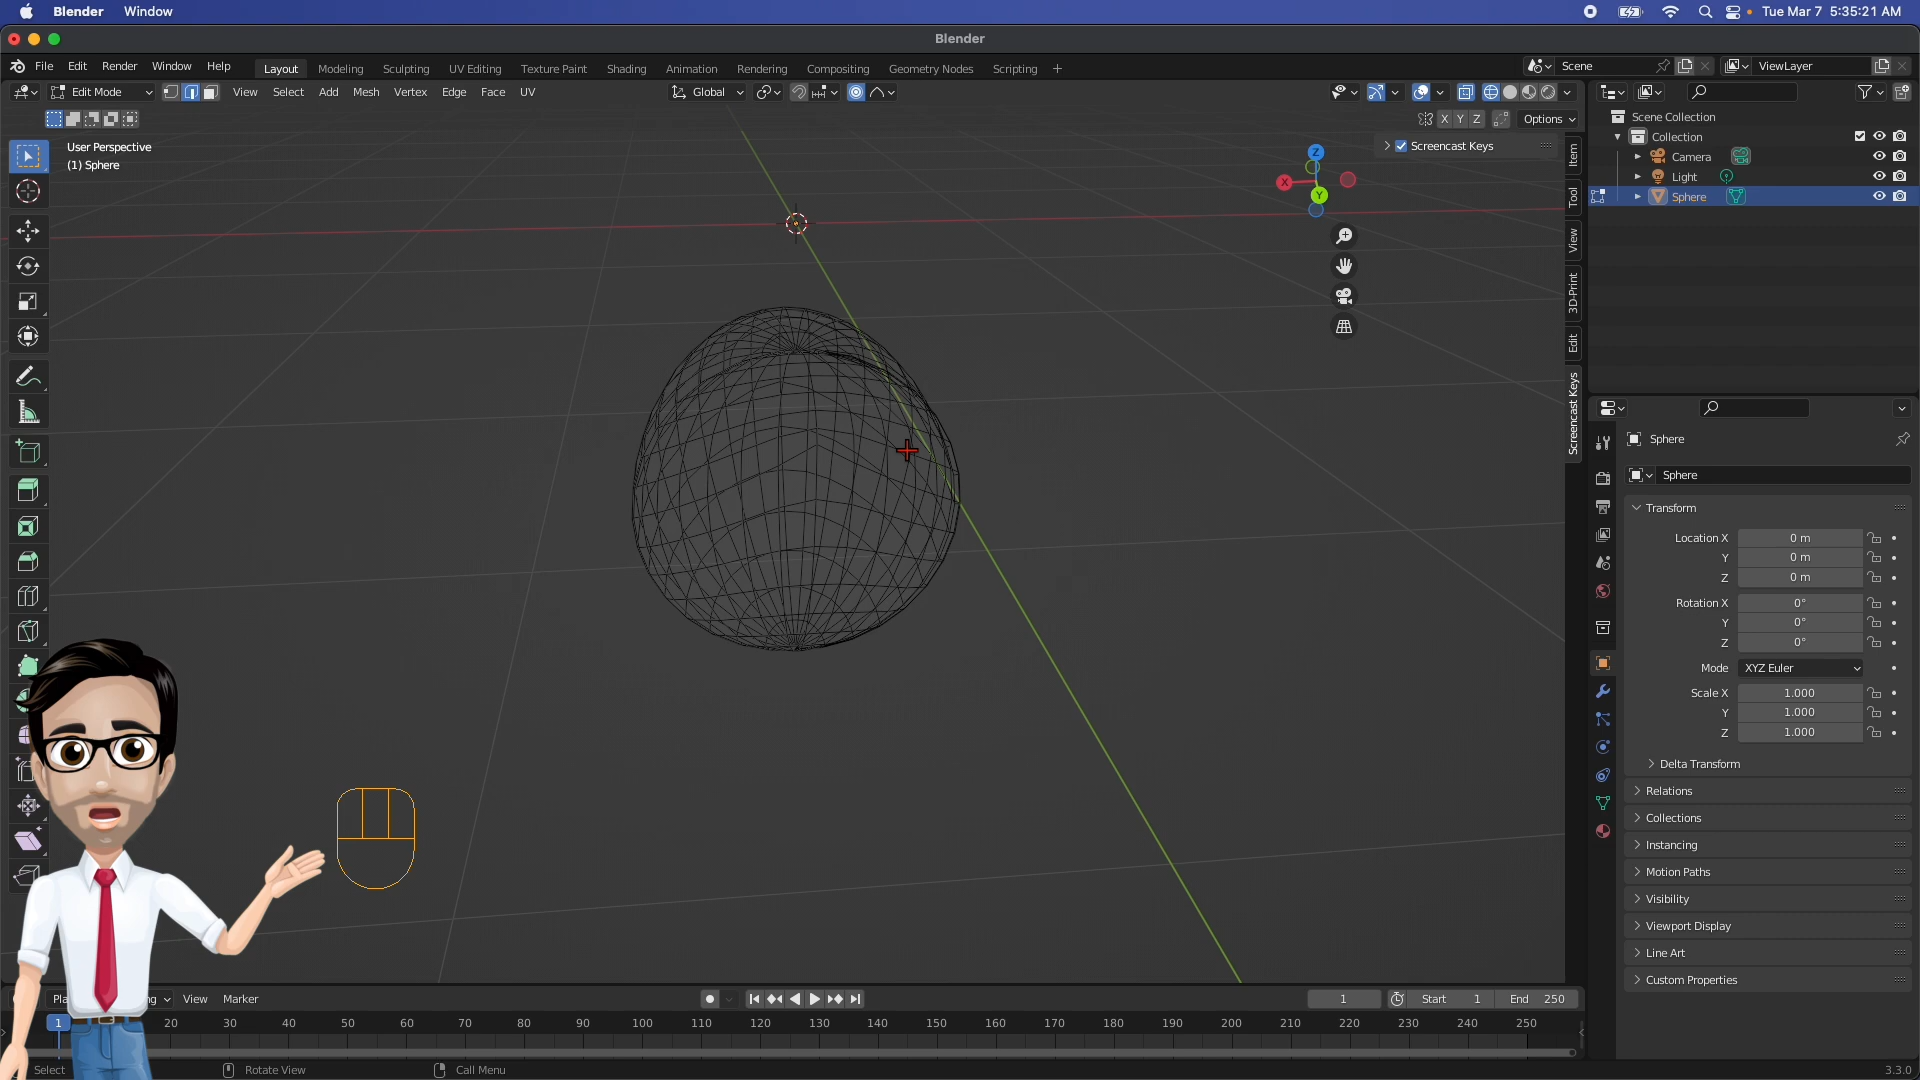 Blender Window Tue Mar 7 5:35:21 AM
Blender
File Edit Render Window Help Layout Modeling Sculpting UV Editing Texture Paint Shading Animation Rendering Compositing Geometry Nodes Scripting + Scene ViewLayer
Edit Mode View Select Add Mesh Vertex Edge Face UV Global
X Y Z Options
User Perspective
(1) Sphere
Screencast Keys
Z
X
Y
Item
Tool
View
3D-Print
Edit
Screencast Keys
Scene Collection
Collection
Camera
Light
Sphere
Sphere
Sphere
Transform
Location X 0 m
Y 0 m
Z 0 m
Rotation X 0°
Y 0°
Z 0°
Mode XYZ Euler
Scale X 1.000
Y 1.000
Z 1.000
Delta Transform
Relations
Collections
Instancing
Motion Paths
Visibility
Viewport Display
Line Art
Custom Properties
View Marker 1 Start 1 End 250
1 20 30 40 50 60 70 80 90 100 110 120 130 140 150 160 170 180 190 200 210 220 230 240 250
Select Rotate View Call Menu 3.3.0